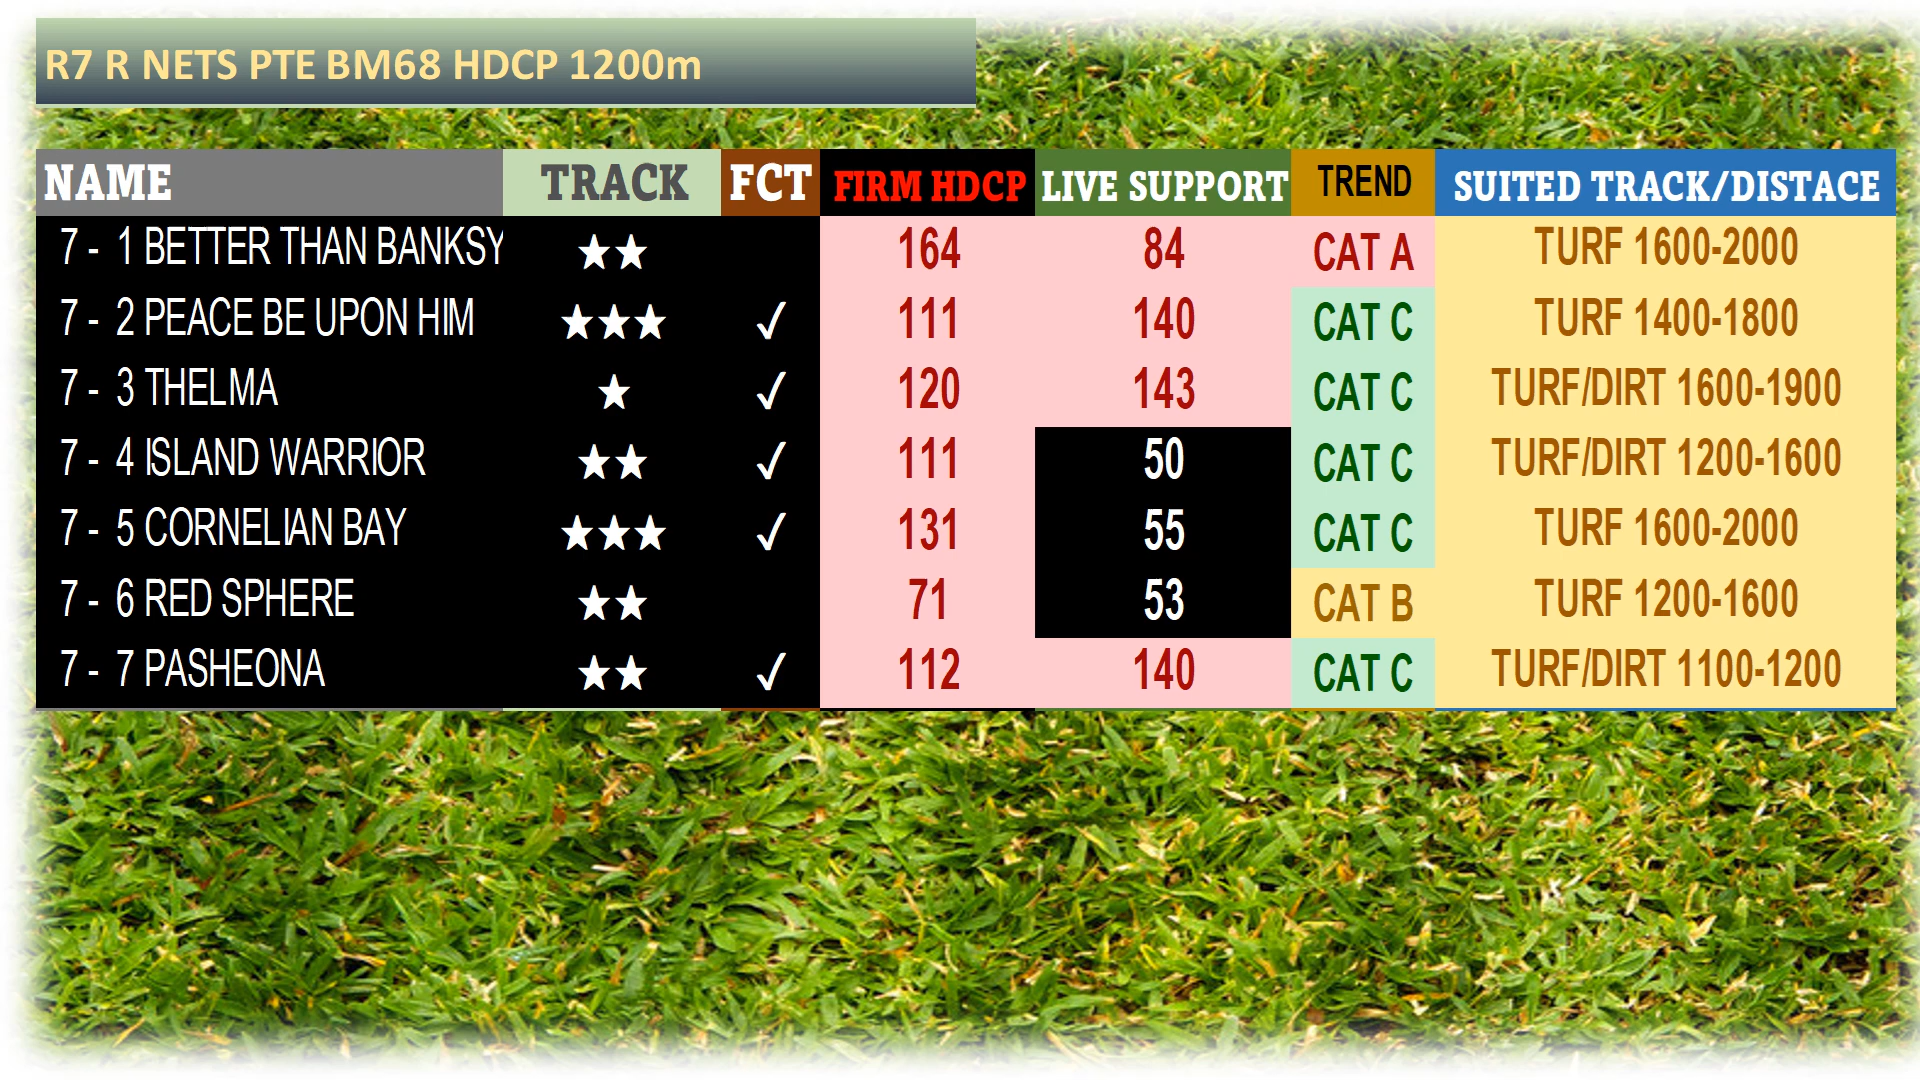 R7 R NETS PTE BM68 HDCP 1200m
NAME TRACK FCT FIRM HDCP LIVE SUPPORT TREND SUITED TRACK/DISTACE
7 - 1 BETTER THAN BANKSY ★★ 164 84 CAT A TURF 1600-2000
7 - 2 PEACE BE UPON HIM ★★★ ✓ 111 140 CAT C TURF 1400-1800
7 - 3 THELMA ★ ✓ 120 143 CAT C TURF/DIRT 1600-1900
7 - 4 ISLAND WARRIOR ★★ ✓ 111 50 CAT C TURF/DIRT 1200-1600
7 - 5 CORNELIAN BAY ★★★ ✓ 131 55 CAT C TURF 1600-2000
7 - 6 RED SPHERE ★★ 71 53 CAT B TURF 1200-1600
7 - 7 PASHEONA ★★ ✓ 112 140 CAT C TURF/DIRT 1100-1200